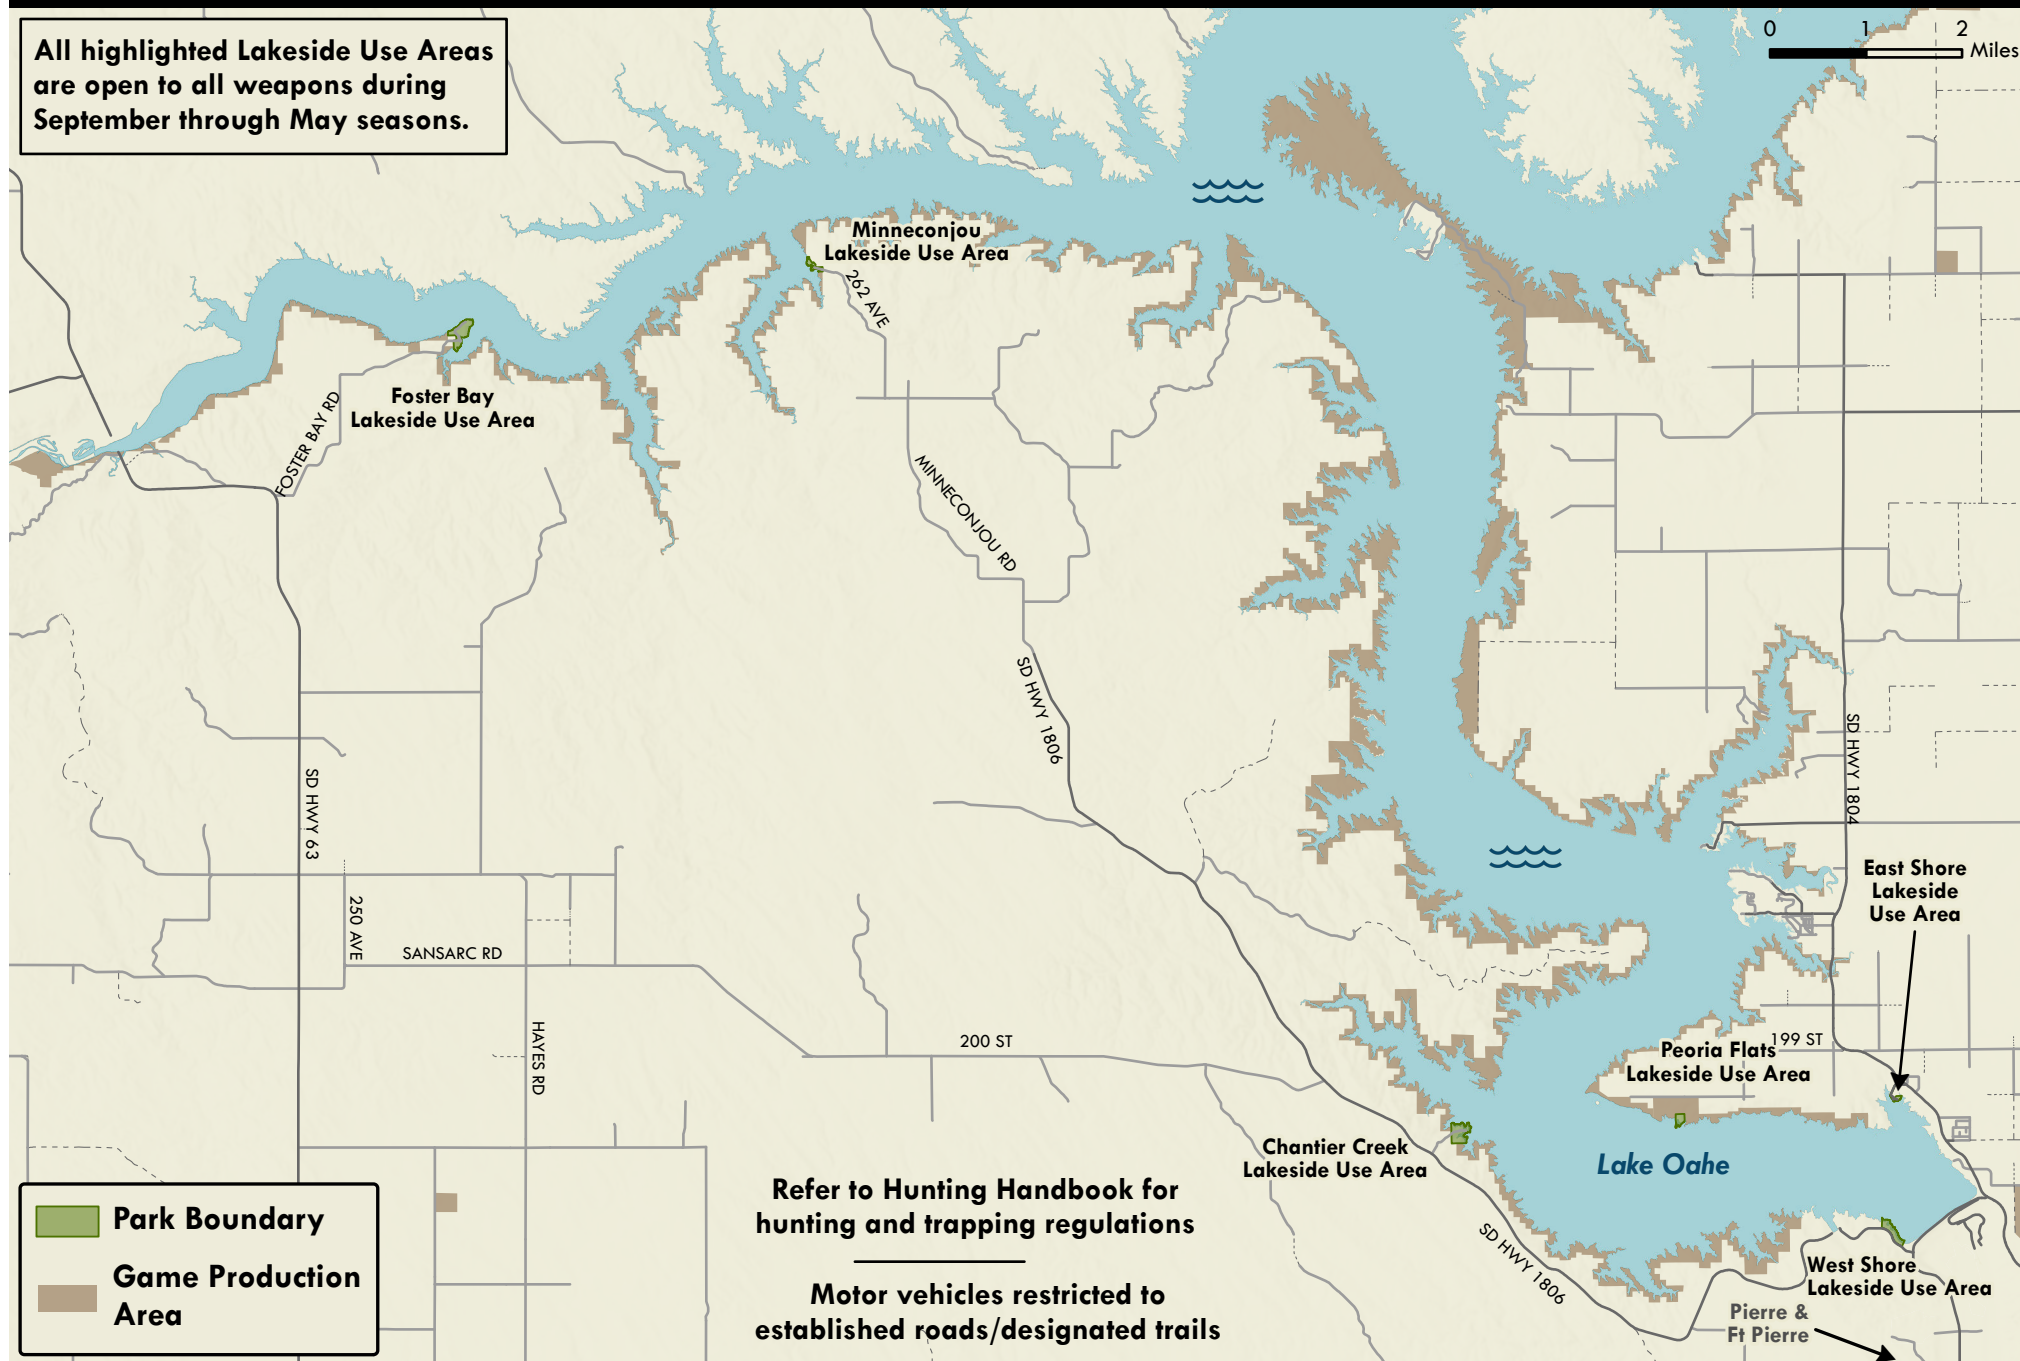 All highlighted Lakeside Use Areas
are open to all weapons during
September through May seasons.
0 1 2
Miles
Minneconjou
Lakeside Use Area
262 AVE
Foster Bay
Lakeside Use Area
FOSTER BAY RD
MINNECONJOU RD
SD HWY 1806
SD HWY 63
SD HWY 1804
East Shore
Lakeside
Use Area
250 AVE
SANSARC RD
HAYES RD
200 ST
199 ST
Peoria Flats
Lakeside Use Area
Chantier Creek
Lakeside Use Area
Lake Oahe
SD HWY 1806
West Shore
Lakeside Use Area
Pierre &
Ft Pierre
Park Boundary
Game Production
Area
Refer to Hunting Handbook for
hunting and trapping regulations
Motor vehicles restricted to
established roads/designated trails